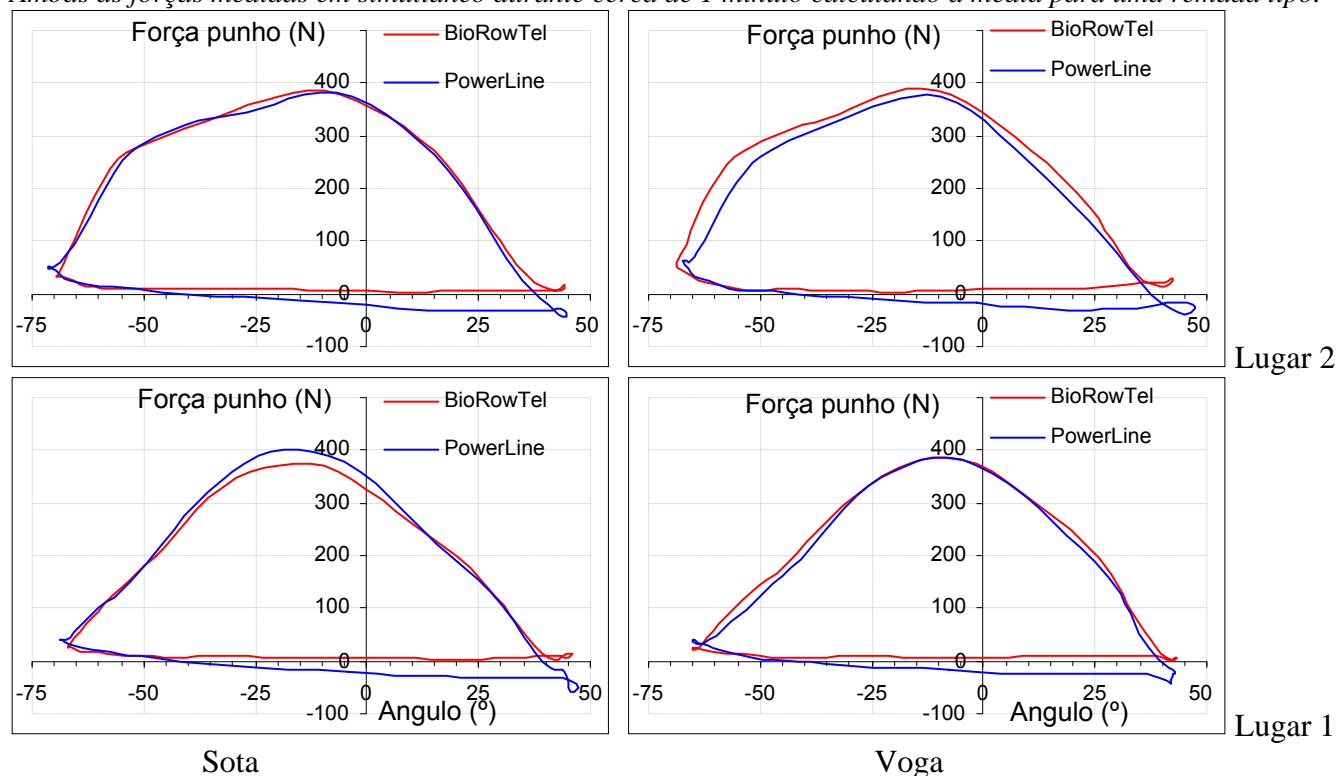 Ambas as forças medidas em simultâneo durante cerca de 1 minuto calculando a média para uma remada tipo.
Força punho (N)
BioRowTel
PowerLine
400
300
200
100
0
-100
-75
-50
-25
0
25
50
Força punho (N)
BioRowTel
PowerLine
400
300
200
100
0
-100
-75
-50
-25
0
25
50
Lugar 2
Força punho (N)
BioRowTel
PowerLine
400
300
200
100
0
-100
-75
-50
-25
0
25
50
Angulo (º)
Força punho (N)
BioRowTel
PowerLine
400
300
200
100
0
-100
-75
-50
-25
0
25
50
Angulo (º)
Lugar 1
Sota
Voga